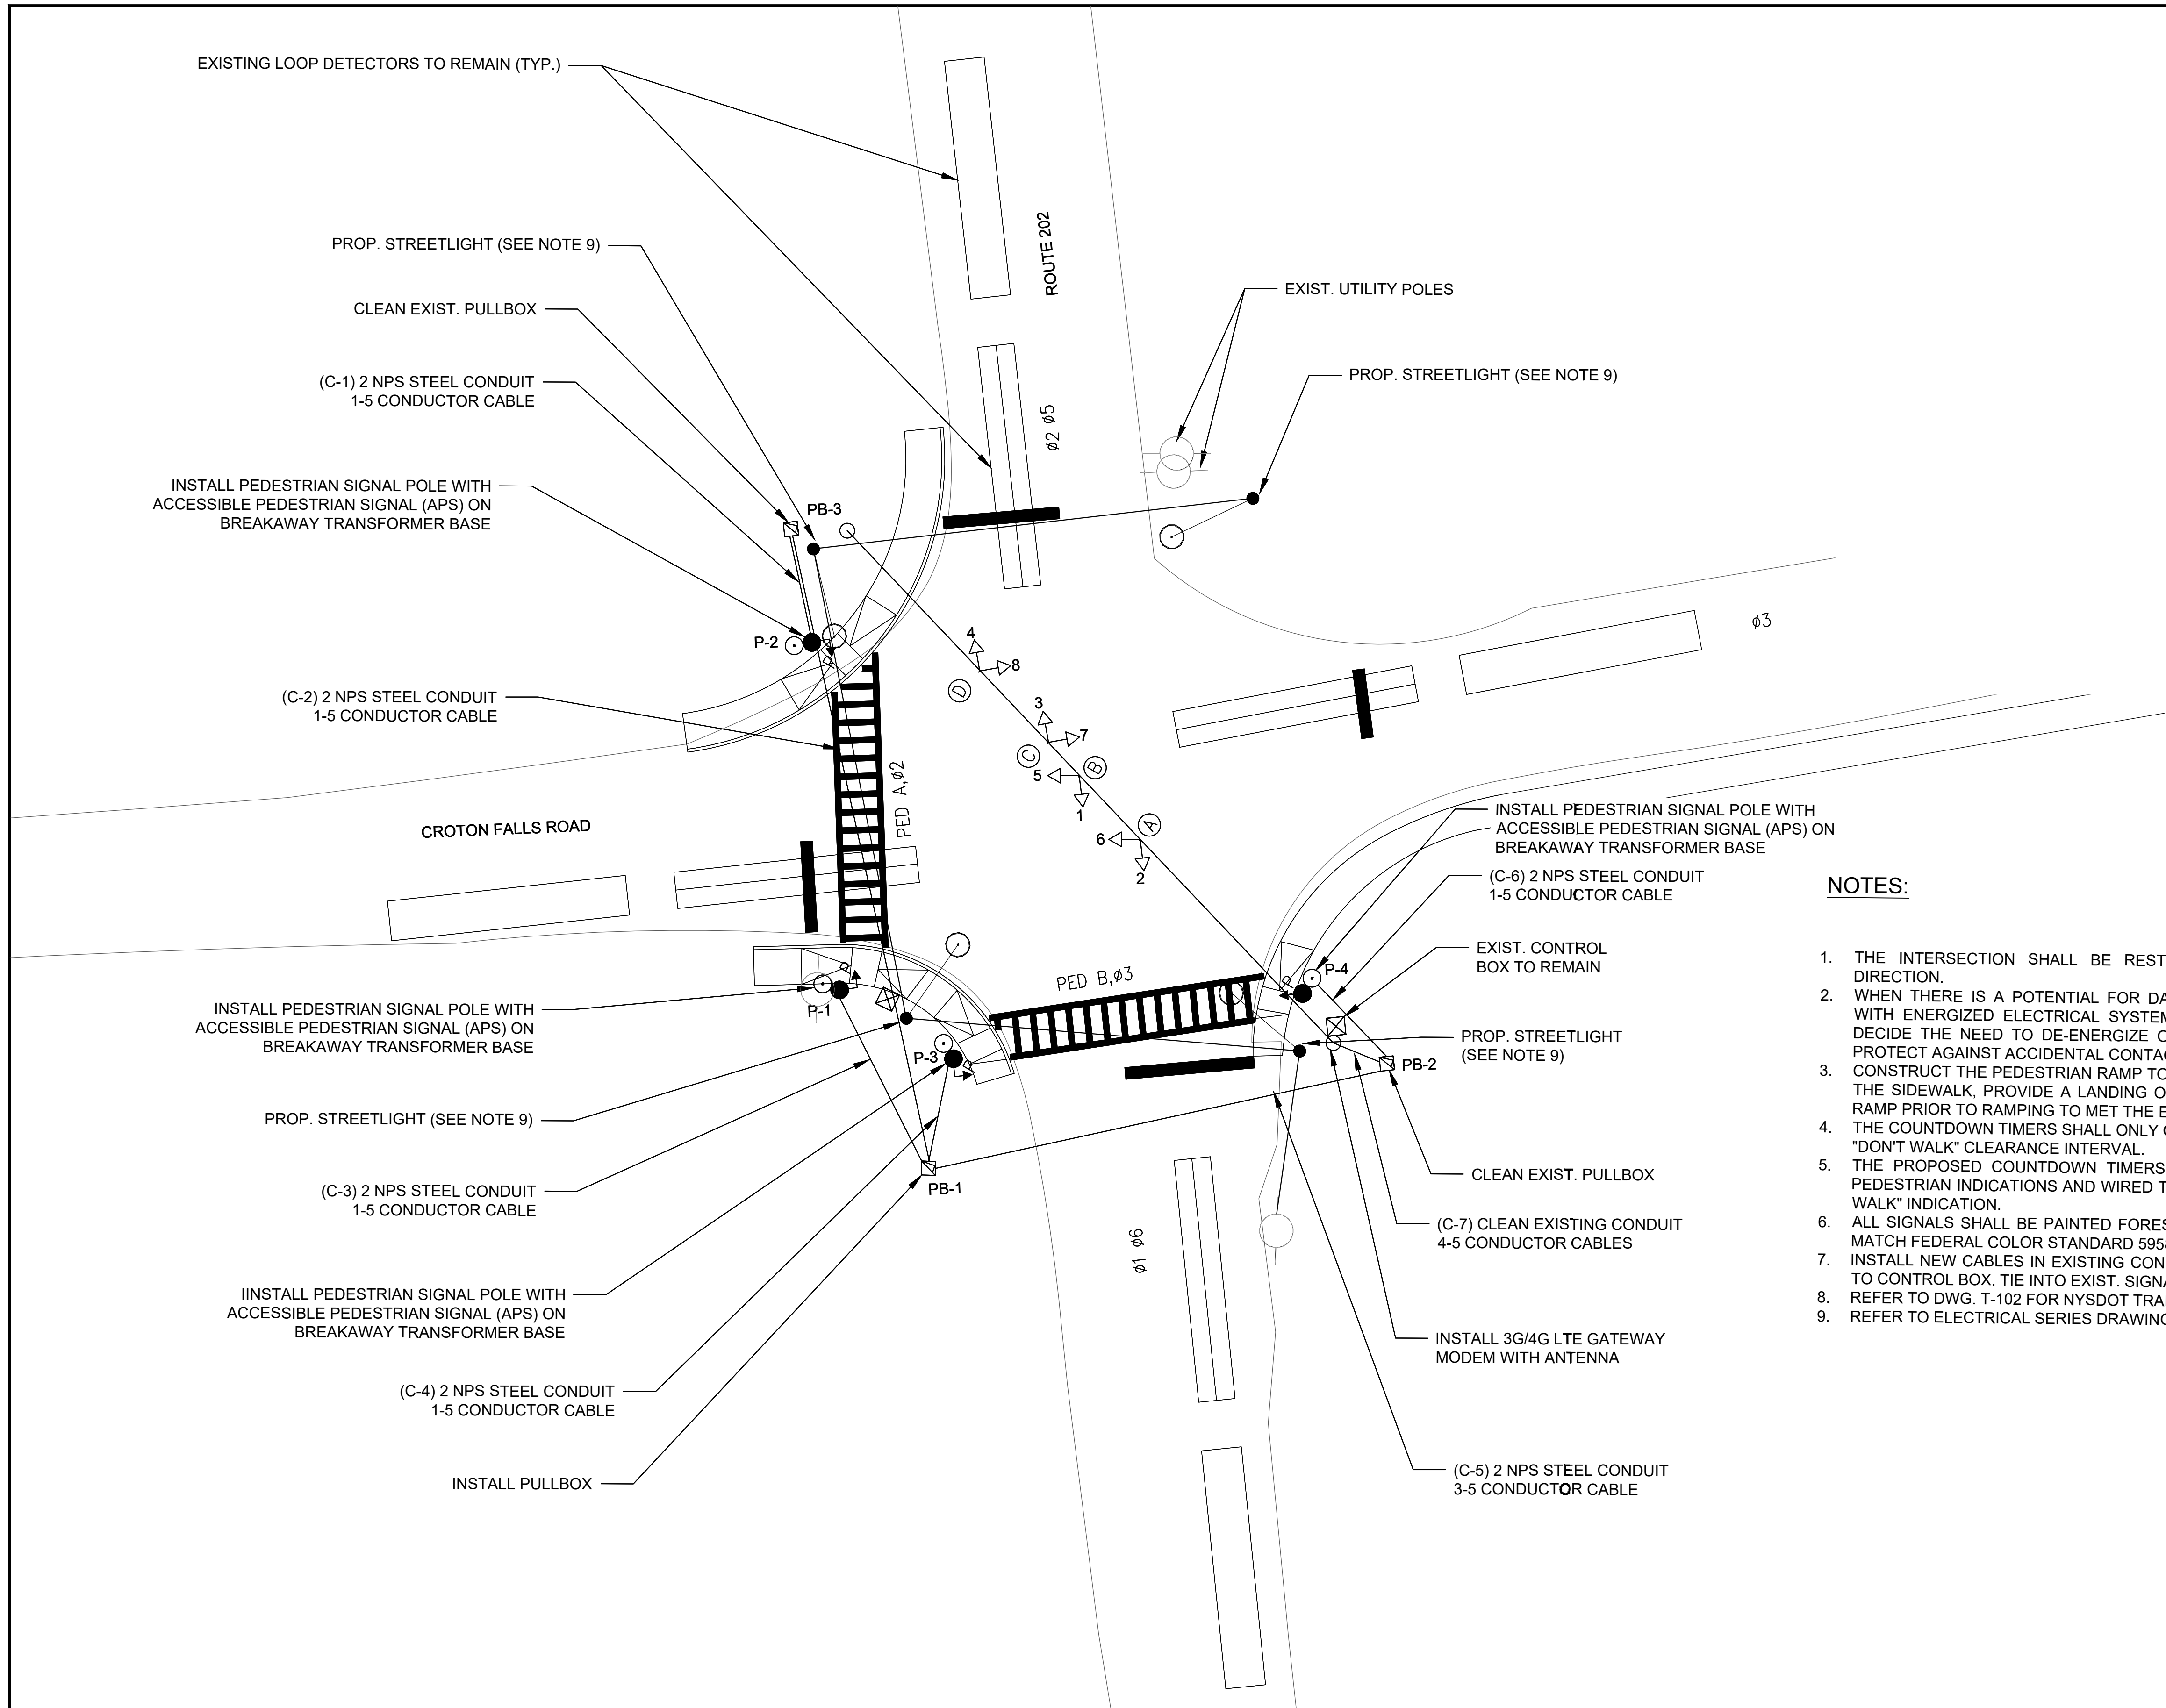 EXISTING LOOP DETECTORS TO REMAIN (TYP.)
ROUTE 202
PROP. STREETLIGHT (SEE NOTE 9)
CLEAN EXIST. PULLBOX
(C-1) 2 NPS STEEL CONDUIT
1-5 CONDUCTOR CABLE
INSTALL PEDESTRIAN SIGNAL POLE WITH
ACCESSIBLE PEDESTRIAN SIGNAL (APS) ON
BREAKAWAY TRANSFORMER BASE
(C-2) 2 NPS STEEL CONDUIT
1-5 CONDUCTOR CABLE
EXIST. UTILITY POLES
PROP. STREETLIGHT (SEE NOTE 9)
ø2 ø5
PB-3
P-2
ø3
4
8
D
3
7
C
B
5
1
A
6
2
PED A,ø2
CROTON FALLS ROAD
PED B,ø3
P-1
P-3
P-4
PB-1
PB-2
ø1 ø6
INSTALL PEDESTRIAN SIGNAL POLE WITH
ACCESSIBLE PEDESTRIAN SIGNAL (APS) ON
BREAKAWAY TRANSFORMER BASE
PROP. STREETLIGHT (SEE NOTE 9)
(C-3) 2 NPS STEEL CONDUIT
1-5 CONDUCTOR CABLE
IINSTALL PEDESTRIAN SIGNAL POLE WITH
ACCESSIBLE PEDESTRIAN SIGNAL (APS) ON
BREAKAWAY TRANSFORMER BASE
(C-4) 2 NPS STEEL CONDUIT
1-5 CONDUCTOR CABLE
INSTALL PULLBOX
INSTALL PEDESTRIAN SIGNAL POLE WITH
ACCESSIBLE PEDESTRIAN SIGNAL (APS) ON
BREAKAWAY TRANSFORMER BASE
(C-6) 2 NPS STEEL CONDUIT
1-5 CONDUCTOR CABLE
EXIST. CONTROL
BOX TO REMAIN
PROP. STREETLIGHT
(SEE NOTE 9)
CLEAN EXIST. PULLBOX
(C-7) CLEAN EXISTING CONDUIT
4-5 CONDUCTOR CABLES
INSTALL 3G/4G LTE GATEWAY
MODEM WITH ANTENNA
(C-5) 2 NPS STEEL CONDUIT
3-5 CONDUCTOR CABLE
NOTES:
1. THE INTERSECTION SHALL BE REST
DIRECTION.
2. WHEN THERE IS A POTENTIAL FOR DA
WITH ENERGIZED ELECTRICAL SYSTEM
DECIDE THE NEED TO DE-ENERGIZE O
PROTECT AGAINST ACCIDENTAL CONTAC
3. CONSTRUCT THE PEDESTRIAN RAMP TO
THE SIDEWALK, PROVIDE A LANDING O
RAMP PRIOR TO RAMPING TO MET THE E
4. THE COUNTDOWN TIMERS SHALL ONLY
"DON'T WALK" CLEARANCE INTERVAL.
5. THE PROPOSED COUNTDOWN TIMERS
PEDESTRIAN INDICATIONS AND WIRED T
WALK" INDICATION.
6. ALL SIGNALS SHALL BE PAINTED FORES
MATCH FEDERAL COLOR STANDARD 595
7. INSTALL NEW CABLES IN EXISTING CON
TO CONTROL BOX. TIE INTO EXIST. SIGNA
8. REFER TO DWG. T-102 FOR NYSDOT TRA
9. REFER TO ELECTRICAL SERIES DRAWING